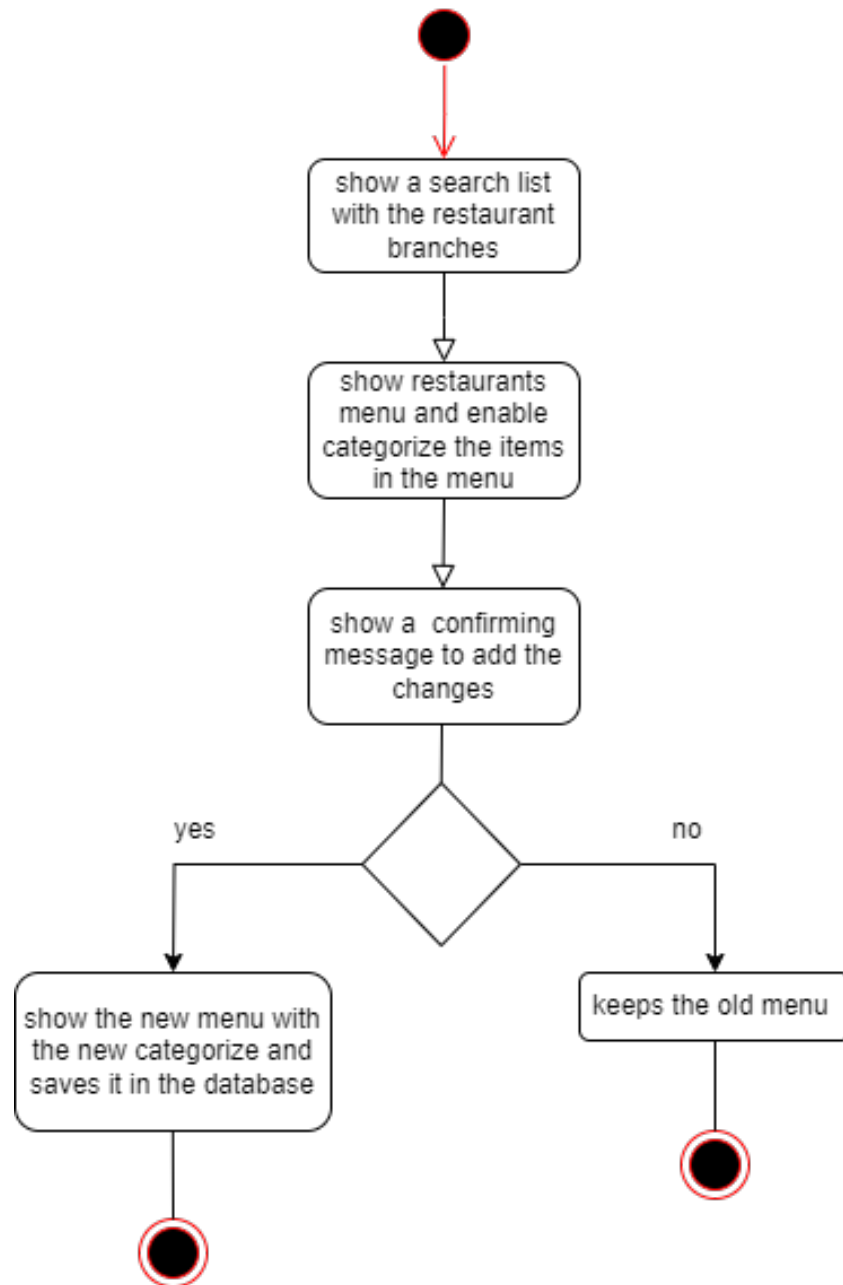 show a search list
with the restaurant
branches
show restaurants
menu and enable
categorize the items
in the menu
show a  confirming
message to add the
changes
yes
no
show the new menu with
the new categorize and
saves it in the database
keeps the old menu